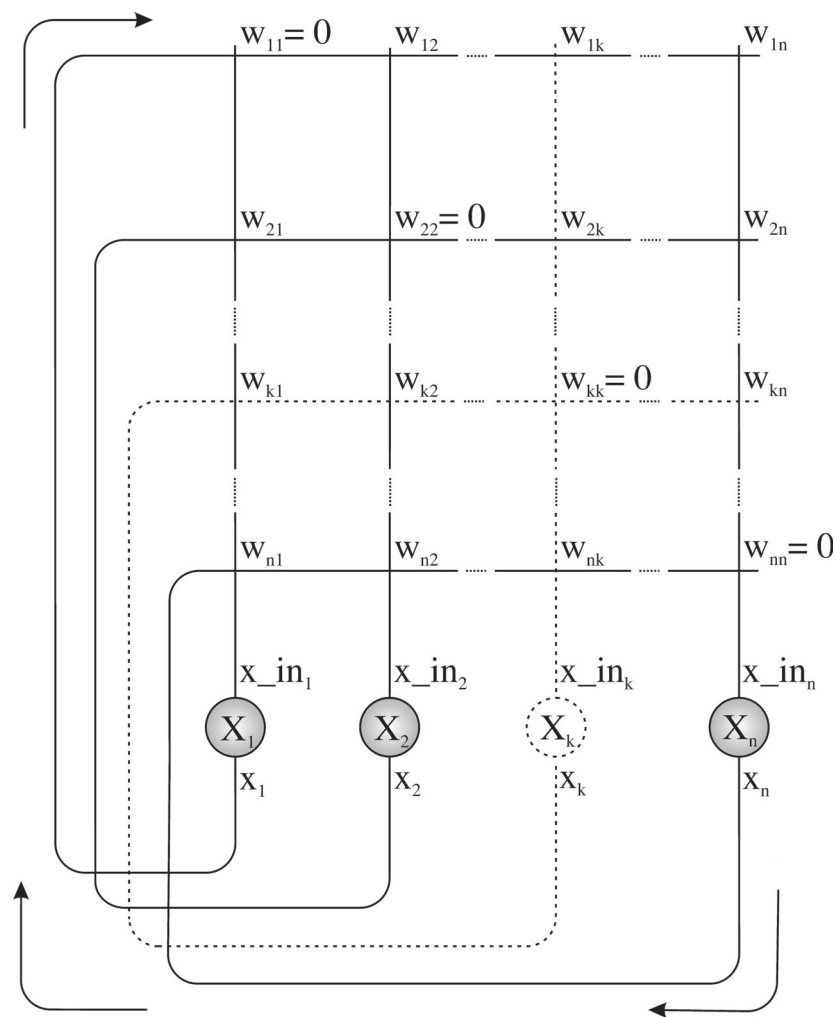 w₁₁= 0 w₁₂ w₁ₖ w₁ₙ
w₂₁ w₂₂= 0 w₂ₖ w₂ₙ
wₖ₁ wₖ₂ wₖₖ= 0 wₖₙ
wₙ₁ wₙ₂ wₙₖ wₙₙ= 0
x_in₁ x_in₂ x_inₖ x_inₙ
X₁ X₂ Xₖ Xₙ
x₁ x₂ xₖ xₙ